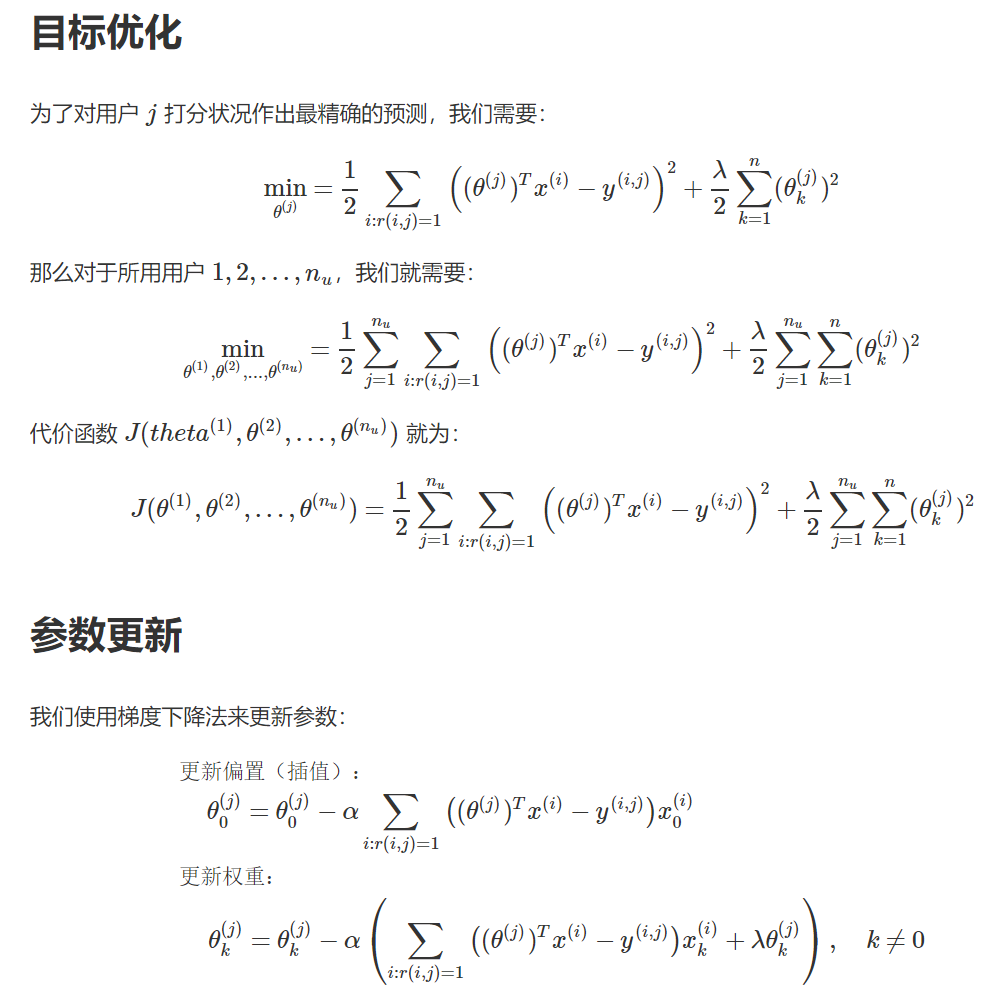 目标优化
为了对用户 $j$ 打分状况作出最精确的预测，我们需要：
$$\min_{\theta^{(j)}} = \frac{1}{2} \sum_{i:r(i,j)=1} \left( (\theta^{(j)})^T x^{(i)} - y^{(i,j)} \right)^2 + \frac{\lambda}{2} \sum_{k=1}^{n} (\theta_k^{(j)})^2$$
那么对于所用用户 $1, 2, \ldots, n_u$，我们就需要：
$$\min_{\theta^{(1)},\theta^{(2)},\ldots,\theta^{(n_u)}} = \frac{1}{2} \sum_{j=1}^{n_u} \sum_{i:r(i,j)=1} \left( (\theta^{(j)})^T x^{(i)} - y^{(i,j)} \right)^2 + \frac{\lambda}{2} \sum_{j=1}^{n_u} \sum_{k=1}^{n} (\theta_k^{(j)})^2$$
代价函数 $J(theta^{(1)}, \theta^{(2)}, \ldots, \theta^{(n_u)})$ 就为：
$$J(\theta^{(1)}, \theta^{(2)}, \ldots, \theta^{(n_u)}) = \frac{1}{2} \sum_{j=1}^{n_u} \sum_{i:r(i,j)=1} \left( (\theta^{(j)})^T x^{(i)} - y^{(i,j)} \right)^2 + \frac{\lambda}{2} \sum_{j=1}^{n_u} \sum_{k=1}^{n} (\theta_k^{(j)})^2$$
参数更新
我们使用梯度下降法来更新参数：
更新偏置（插值）：
$$\theta_0^{(j)} = \theta_0^{(j)} - \alpha \sum_{i:r(i,j)=1} ((\theta^{(j)})^T x^{(i)} - y^{(i,j)}) x_0^{(i)}$$
更新权重：
$$\theta_k^{(j)} = \theta_k^{(j)} - \alpha \left( \sum_{i:r(i,j)=1} ((\theta^{(j)})^T x^{(i)} - y^{(i,j)}) x_k^{(i)} + \lambda \theta_k^{(j)} \right), \quad k \neq 0$$